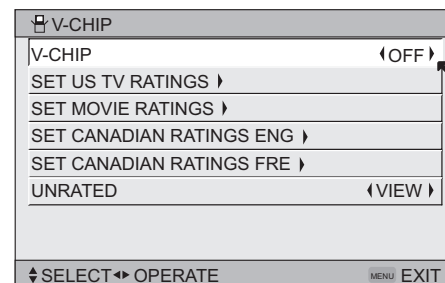 V-CHIP
V-CHIP OFF
SET US TV RATINGS
SET MOVIE RATINGS
SET CANADIAN RATINGS ENG
SET CANADIAN RATINGS FRE
UNRATED VIEW
SELECT OPERATE MENU EXIT